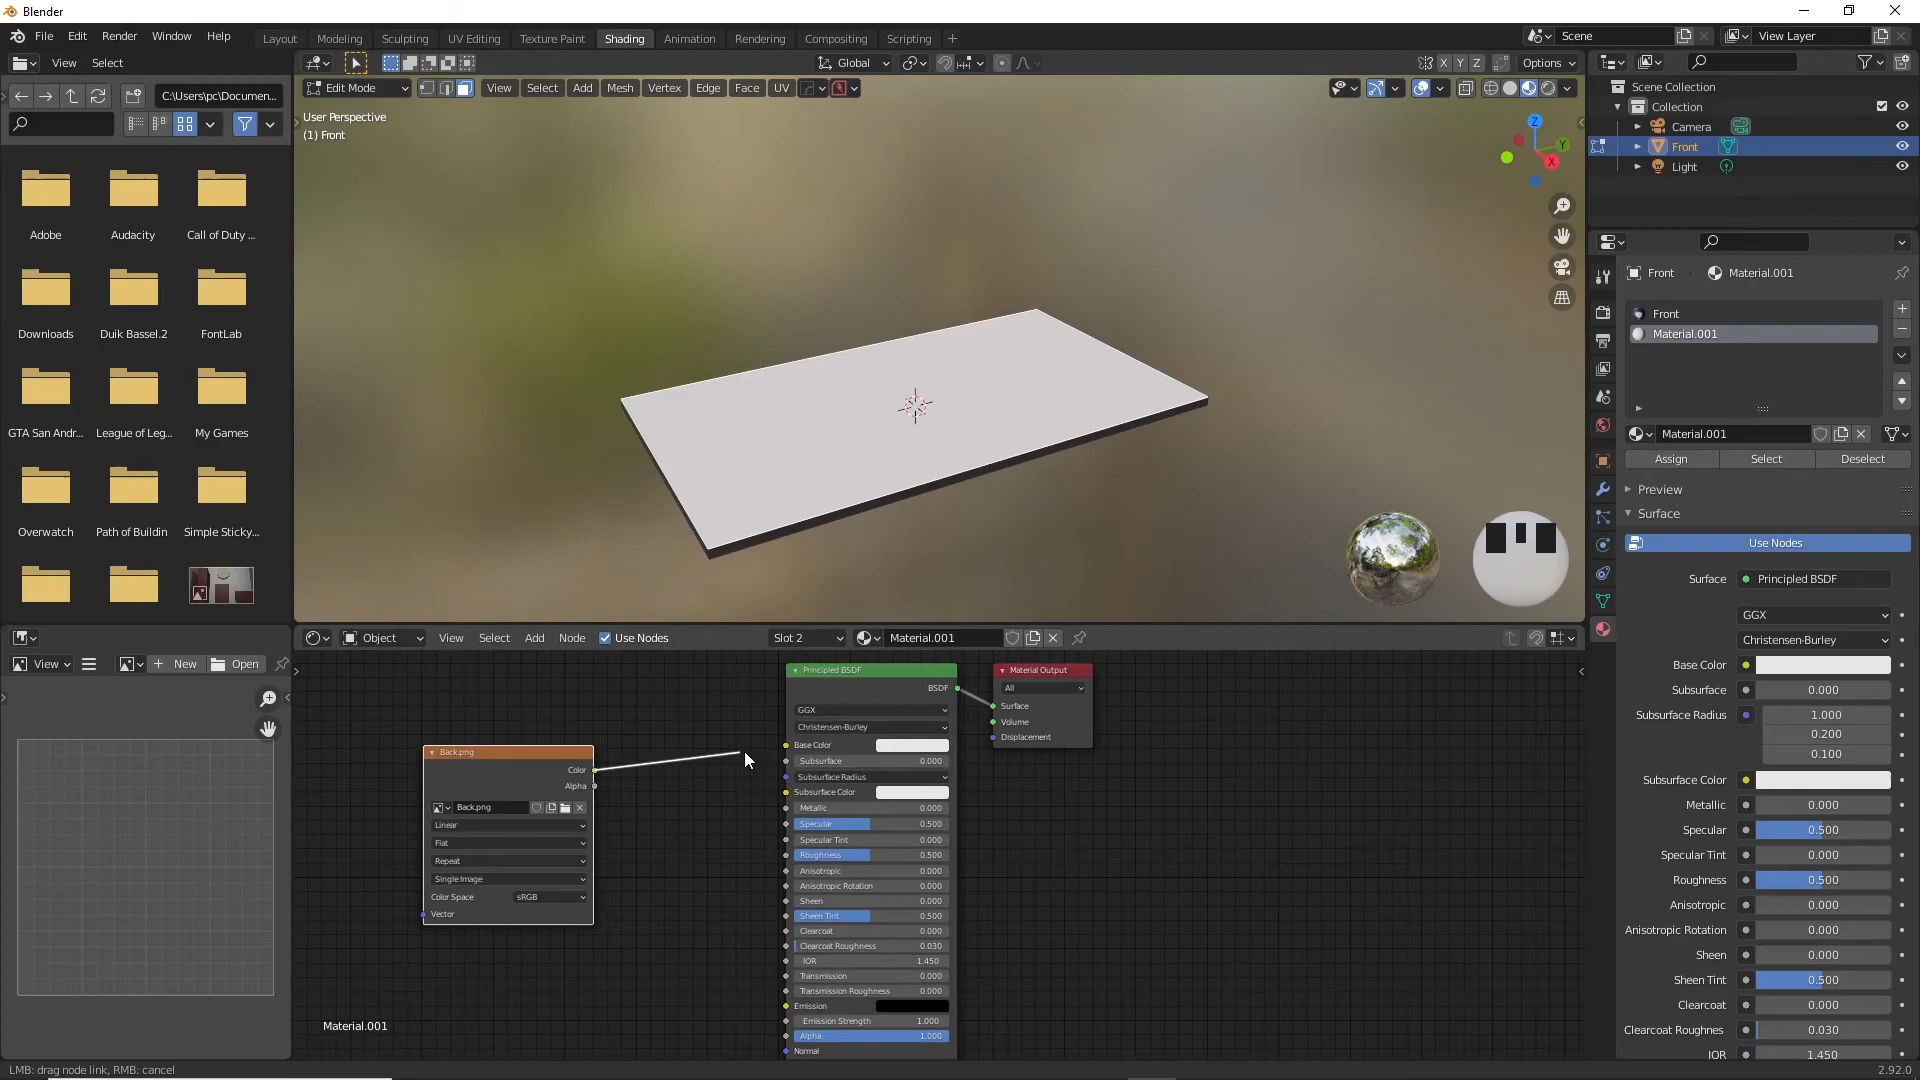 Blender
File Edit Render Window Help
Layout Modeling Sculpting UV Editing Texture Paint Shading Animation Rendering Compositing Scripting
Scene
View Layer
View Select
Global
X Y Z
Options
C:\Users\pc\Documen...
Edit Mode
View Select Add Mesh Vertex Edge Face UV
User Perspective
(1) Front
Z
Y
X
Adobe
Audacity
Call of Duty ...
Downloads
Duik Bassel.2
FontLab
GTA San Andr...
League of Leg...
My Games
Overwatch
Path of Buildin
Simple Sticky...
Scene Collection
Collection
Camera
Front
Light
Front
Material.001
Front
Material.001
Material.001
Assign
Select
Deselect
Preview
Surface
Use Nodes
Surface
Principled BSDF
GGX
Christensen-Burley
Base Color
Subsurface 0.000
Subsurface Radius 1.000
0.200
0.100
Subsurface Color
Metallic 0.000
Specular 0.500
Specular Tint 0.000
Roughness 0.500
Anisotropic 0.000
Anisotropic Rotation 0.000
Sheen 0.000
Sheen Tint 0.500
Clearcoat 0.000
Clearcoat Roughnes 0.030
IOR 1.450
View
New
Open
Object
View Select Add Node
Use Nodes
Slot 2
Material.001
Back.png
Color
Alpha
Back.png
Linear
Flat
Repeat
Single Image
Color Space sRGB
Vector
Principled BSDF
BSDF
GGX
Christensen-Burley
Base Color
Subsurface 0.000
Subsurface Radius
Subsurface Color
Metallic 0.000
Specular 0.500
Specular Tint 0.000
Roughness 0.500
Anisotropic 0.000
Anisotropic Rotation 0.000
Sheen 0.000
Sheen Tint 0.500
Clearcoat 0.000
Clearcoat Roughness 0.030
IOR 1.450
Transmission 0.000
Transmission Roughness 0.000
Emission
Emission Strength 1.000
Alpha 1.000
Normal
Material Output
All
Surface
Volume
Displacement
Material.001
LMB: drag node link, RMB: cancel
2.92.0